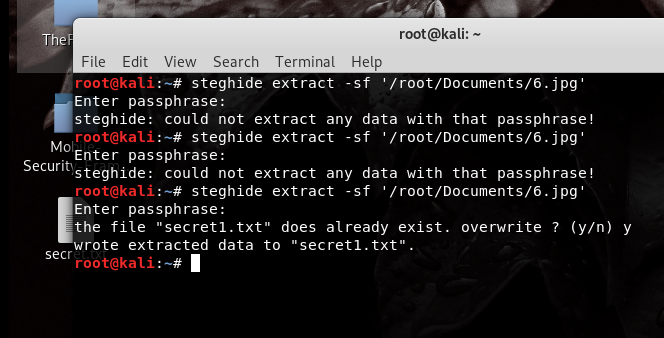 root@kali: ~
File Edit View Search Terminal Help
root@kali:~# steghide extract -sf '/root/Documents/6.jpg'
Enter passphrase:
steghide: could not extract any data with that passphrase!
root@kali:~# steghide extract -sf '/root/Documents/6.jpg'
Enter passphrase:
steghide: could not extract any data with that passphrase!
root@kali:~# steghide extract -sf '/root/Documents/6.jpg'
Enter passphrase:
the file "secret1.txt" does already exist. overwrite ? (y/n) y
wrote extracted data to "secret1.txt".
root@kali:~#
TheF
Mobile-
Security-Fram
secret.txt